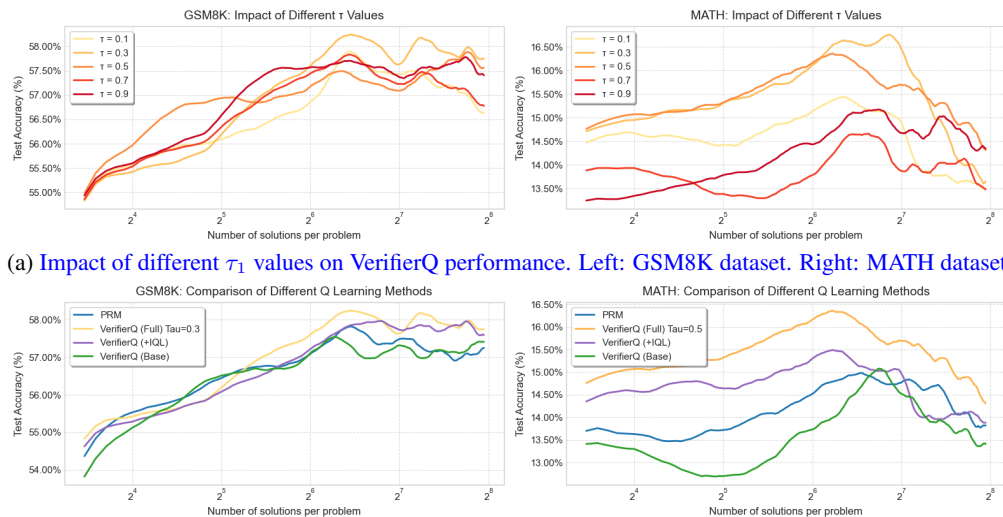 GSM8K: Impact of Different τ Values
58.00%
57.50%
57.00%
56.50%
56.00%
55.50%
55.00%
Test Accuracy (%)
τ = 0.1
τ = 0.3
τ = 0.5
τ = 0.7
τ = 0.9
2^4 2^5 2^6 2^7 2^8
Number of solutions per problem
MATH: Impact of Different τ Values
16.50%
16.00%
15.50%
15.00%
14.50%
14.00%
13.50%
Test Accuracy (%)
τ = 0.1
τ = 0.3
τ = 0.5
τ = 0.7
τ = 0.9
2^4 2^5 2^6 2^7 2^8
Number of solutions per problem
(a) Impact of different τ1 values on VerifierQ performance. Left: GSM8K dataset. Right: MATH dataset
GSM8K: Comparison of Different Q Learning Methods
58.00%
57.00%
56.00%
55.00%
54.00%
Test Accuracy (%)
PRM
VerifierQ (Full) Tau=0.3
VerifierQ (+IQL)
VerifierQ (Base)
2^4 2^5 2^6 2^7 2^8
Number of solutions per problem
MATH: Comparison of Different Q Learning Methods
16.50%
16.00%
15.50%
15.00%
14.50%
14.00%
13.50%
13.00%
Test Accuracy (%)
PRM
VerifierQ (Full) Tau=0.5
VerifierQ (+IQL)
VerifierQ (Base)
2^4 2^5 2^6 2^7 2^8
Number of solutions per problem